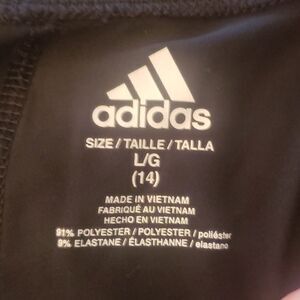 adidas
SIZE / TAILLE / TALLA
L/G
(14)
MADE IN VIETNAM
FABRIQUÉ AU VIETNAM
HECHO EN VIETNAM
91% POLYESTER / POLYESTER / poliéster
9% ELASTANE / ÉLASTHANNE / elastano